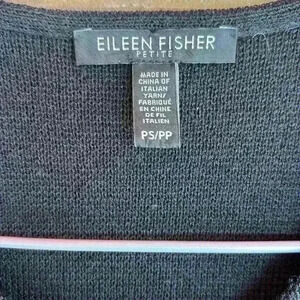 EILEEN FISHER
PETITE
MADE IN
CHINA OF
ITALIAN
YARN/
FABRIQUÉ
EN CHINE
DE FIL
ITALIEN
PS/PP